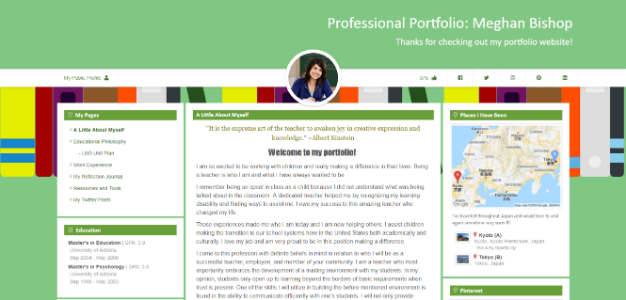 Professional Portfolio: Meghan Bishop
Thanks for checking out my portfolio website!
My Public Profile
My Pages
A Little About Myself
Educational Philosophy
- USD Unit Plan
Work Experience
My Reflection Journal
Resources and Tools
My Twitter Posts
Education
Master's in Education | GPA: 3.9
University of Arizona
Sep 2004 - May 2000
Master's in Psychology | GPA: 3.6
University of Arizona
Sep 1996 - May 2003
A Little About Myself
"It is the supreme art of the teacher to awaken joy in creative expression and
knowledge." --Albert Einstein
Welcome to my portfolio!
I am so excited to be working with children and really making a difference in their lives. Being
a teacher is who I am and what I have always wanted to be.
I remember being so upset in class as a child because I did not understand what was being
talked about in the classroom. A dedicated teacher helped me by recognizing my learning
disability and finding ways to assist me. I owe my success to this amazing teacher who
changed my life.
Those experiences made me who I am today and I am now helping others. I assist children
making the transition in our school systems here in the United States both academically and
culturally. I love my job and am very proud to be in this position making a difference.
I come to this profession with definite beliefs in mind in relation to who I will be as a
successful teacher, employee, and member of your community. I am a teacher who most
importantly embraces the development of a trusting environment with my students. In my
opinion, students only open up to learning beyond the borders of basic requirements when
trust is present. One of the skills I will utilize in building the before mentioned environment is
found in the ability to communicate efficiently with one's students. I will not only provide
Places I Have Been
I've travelled throughout Japan and would love to visit
again sometime very soon !!!
Kyoto (A)
Kyoto, Kyoto Prefecture, Japan
Tokyo (B)
Tokyo, Japan
Pinterest